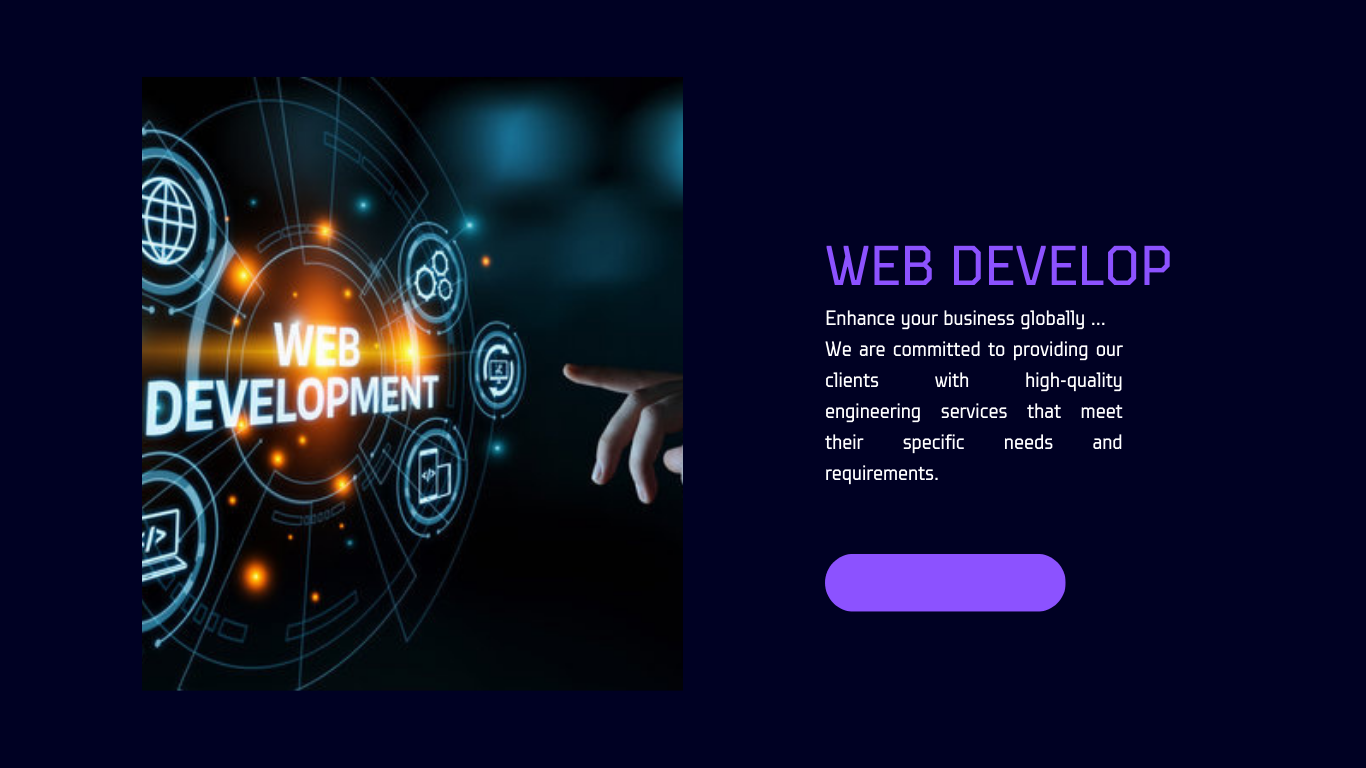 WEB
DEVELOPMENT
</>
</>
WEB DEVELOP
Enhance your business globally ...
We are committed to providing our
clients with high-quality
engineering services that meet
their specific needs and
requirements.